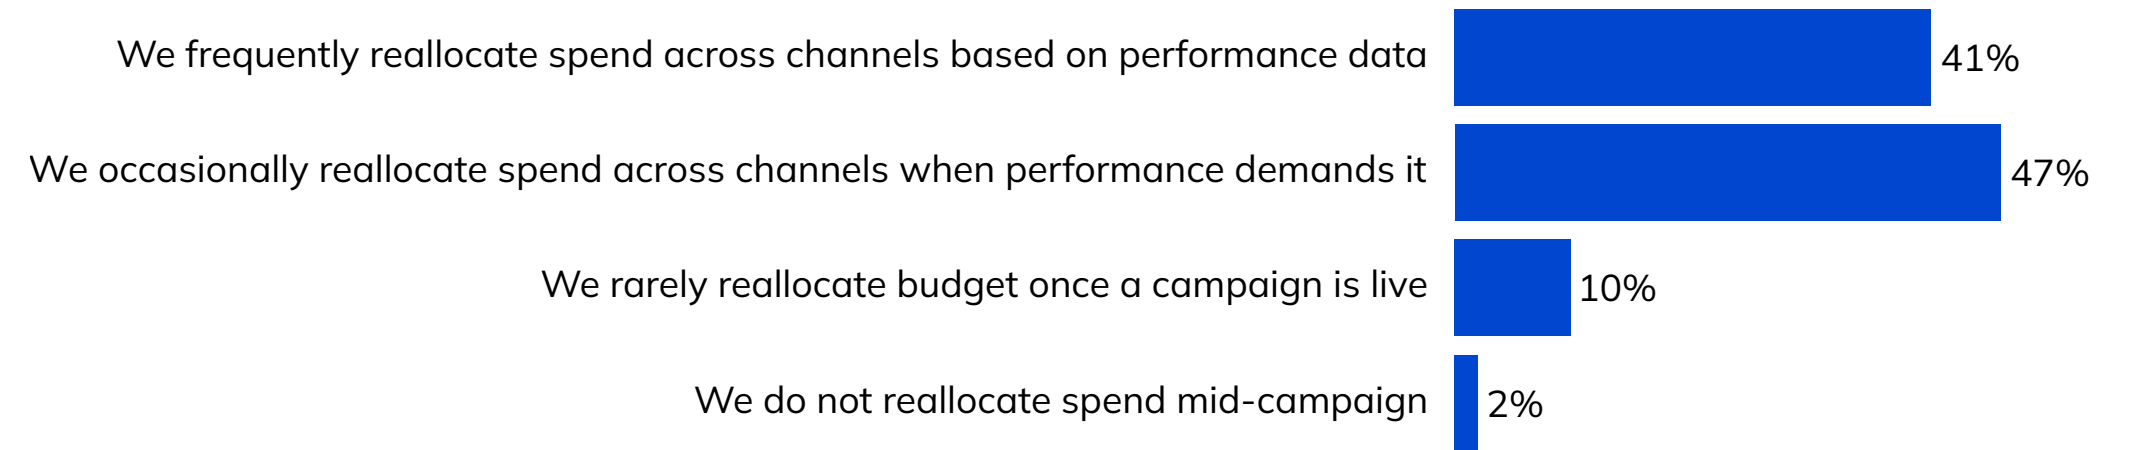 We frequently reallocate spend across channels based on performance data 41%
We occasionally reallocate spend across channels when performance demands it 47%
We rarely reallocate budget once a campaign is live 10%
We do not reallocate spend mid-campaign 2%